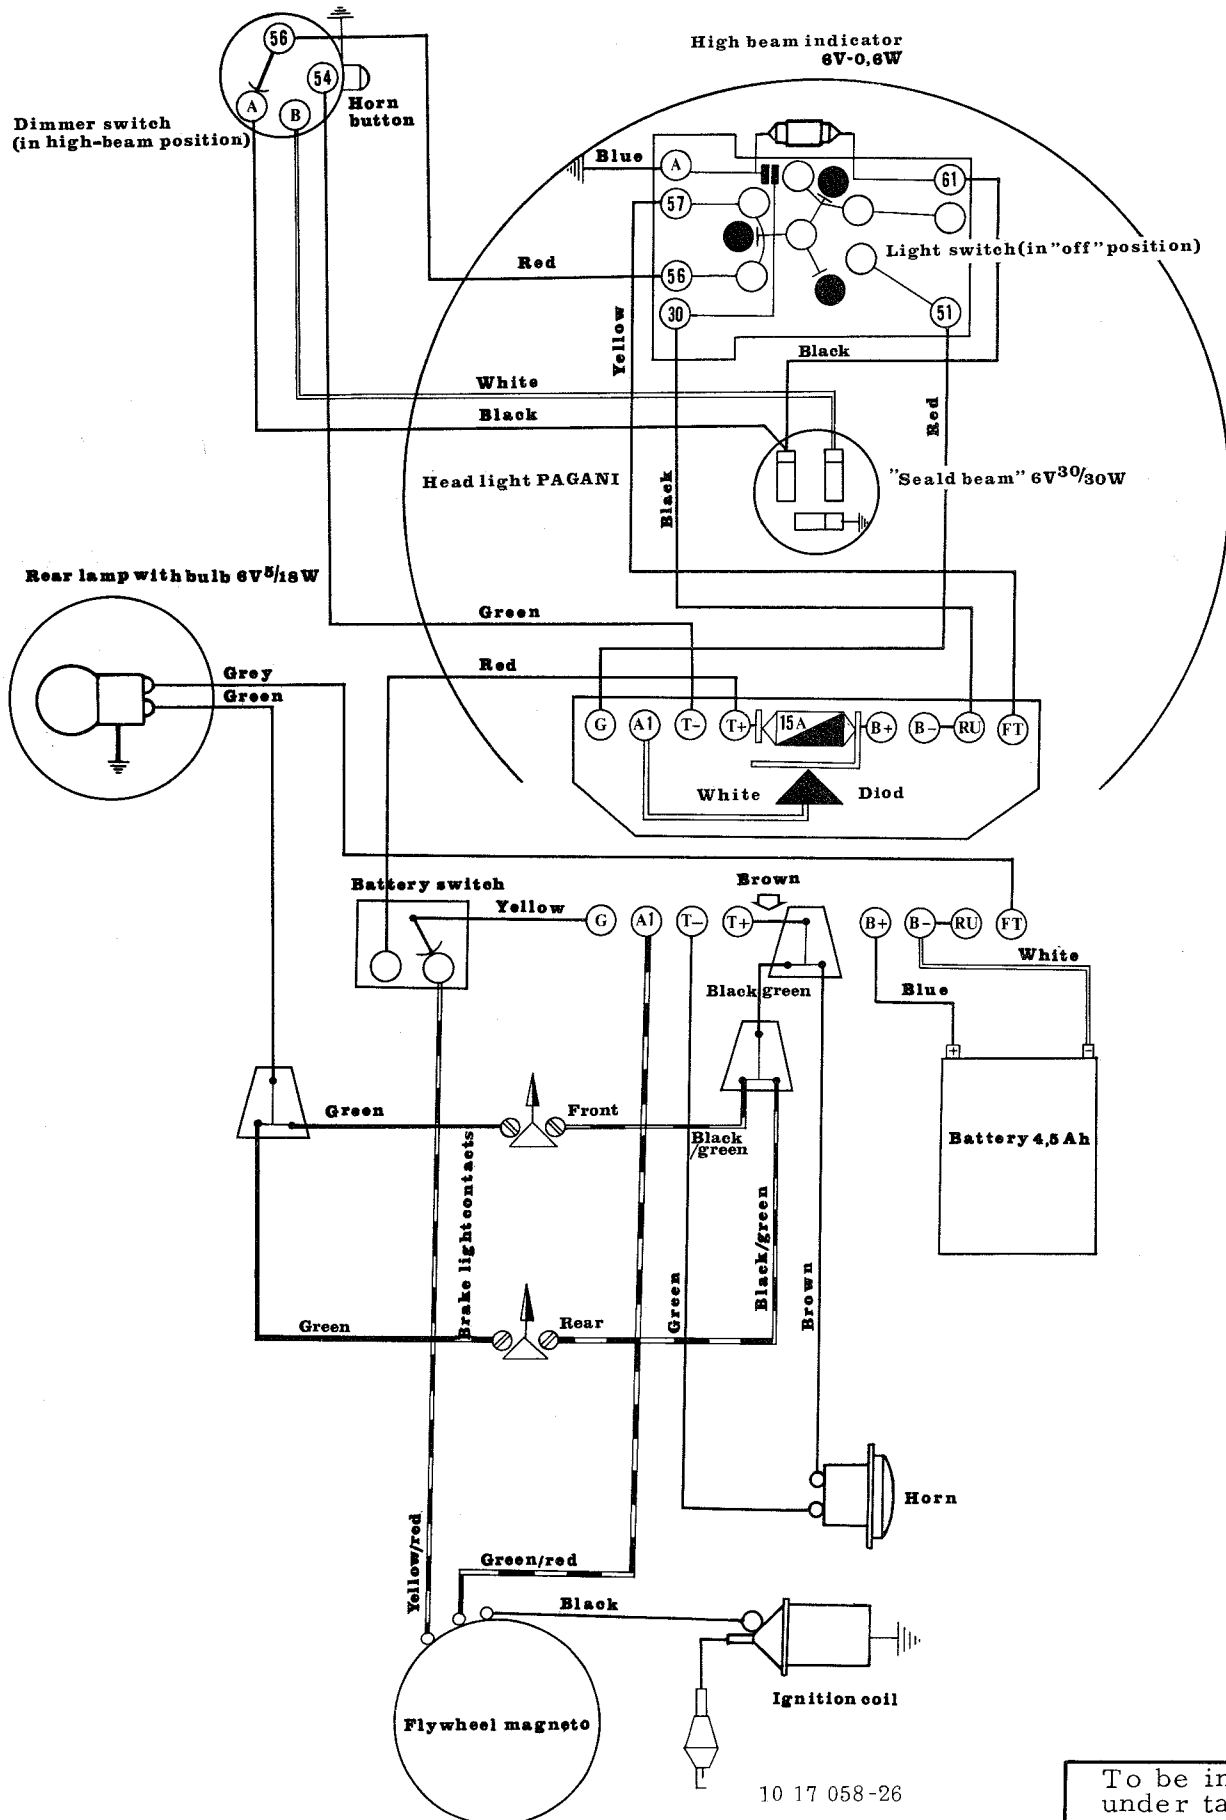 High beam indicator
6V-0,6W
56
54
A
B
Horn
button
Dimmer switch
(in high-beam position)
Blue
A
57
56
30
61
51
Light switch(in "off" position)
Red
Yellow
Black
White
Black
Red
Black
Head light PAGANI
"Seald beam" 6V30/30W
Rear lamp with bulb 6V5/18W
Grey
Green
Green
Red
G
A1
T-
T+
15A
B+
B-
RU
FT
White
Diod
Battery switch
Yellow
Brown
G
A1
T-
T+
B+
B-
RU
FT
White
Blue
Black green
+
-
Battery 4,5 Ah
Green
Front
Black
/green
Brake light contacts
Black/green
Green
Brown
Green
Rear
Horn
Yellow/red
Green/red
Black
Ignition coil
Flywheel magneto
10 17 058-26
To be in
under ta